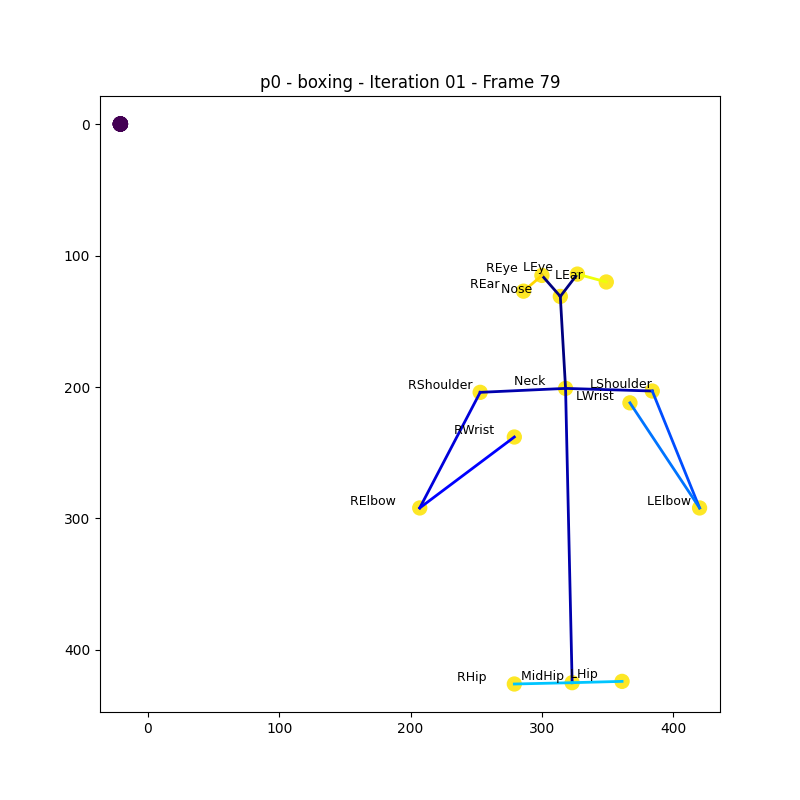 p0 - boxing - Iteration 01 - Frame 79
0
100
REye LEye
LEar
REar Nose
200
RShoulder Neck LShoulder
LWrist
RWrist
300
RElbow LElbow
400
RHip MidHip LHip
0 100 200 300 400